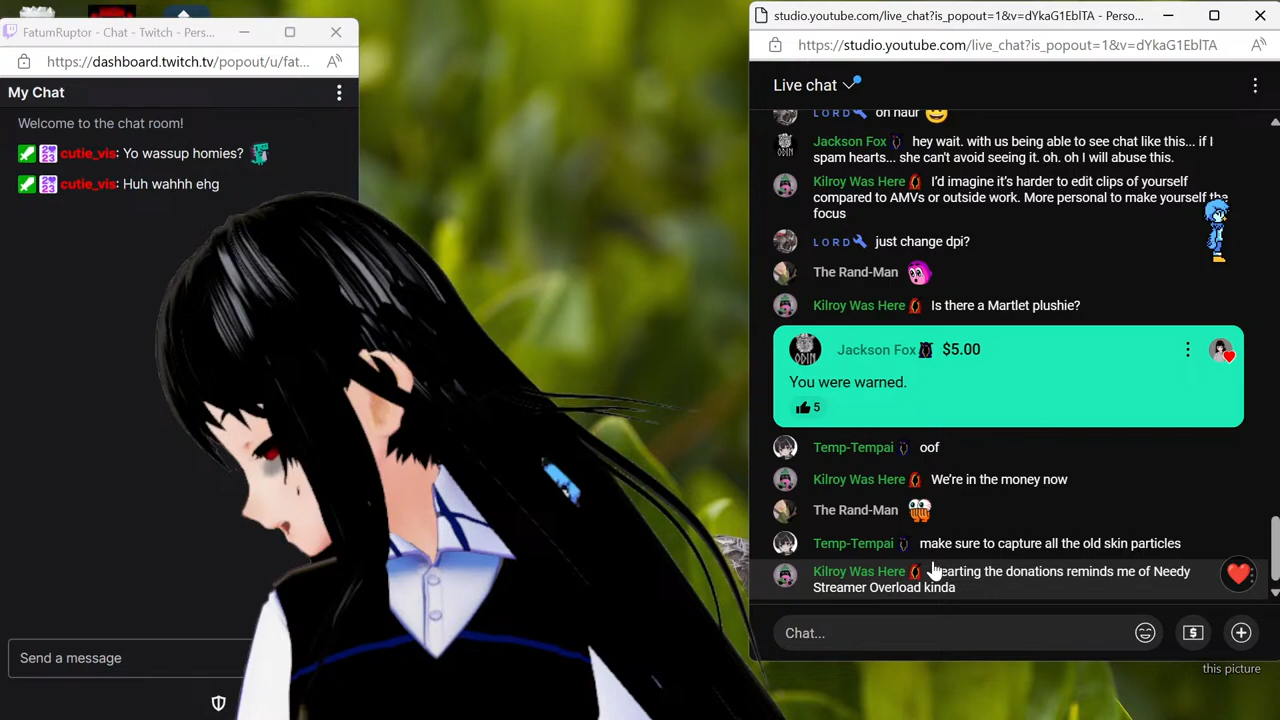 FatumRuptor - Chat - Twitch - Pers...
https://dashboard.twitch.tv/popout/u/fat...
My Chat
Welcome to the chat room!
cutie_vis: Yo wassup homies?
cutie_vis: Huh wahhh ehg
Send a message
studio.youtube.com/live_chat?is_popout=1&v=dYkaG1EblTA - Perso...
https://studio.youtube.com/live_chat?is_popout=1&v=dYkaG1EblTA
Live chat
LORD oh naur
Jackson Fox hey wait. with us being able to see chat like this... if I
spam hearts... she can't avoid seeing it. oh. oh I will abuse this.
Kilroy Was Here I'd imagine it's harder to edit clips of yourself
compared to AMVs or outside work. More personal to make yourself the
focus
LORD just change dpi?
The Rand-Man
Kilroy Was Here Is there a Martlet plushie?
ODIN
Jackson Fox $5.00
You were warned.
5
Temp-Tempai oof
Kilroy Was Here We're in the money now
The Rand-Man
Temp-Tempai make sure to capture all the old skin particles
Kilroy Was Here hearting the donations reminds me of Needy
Streamer Overload kinda
Chat...
this picture